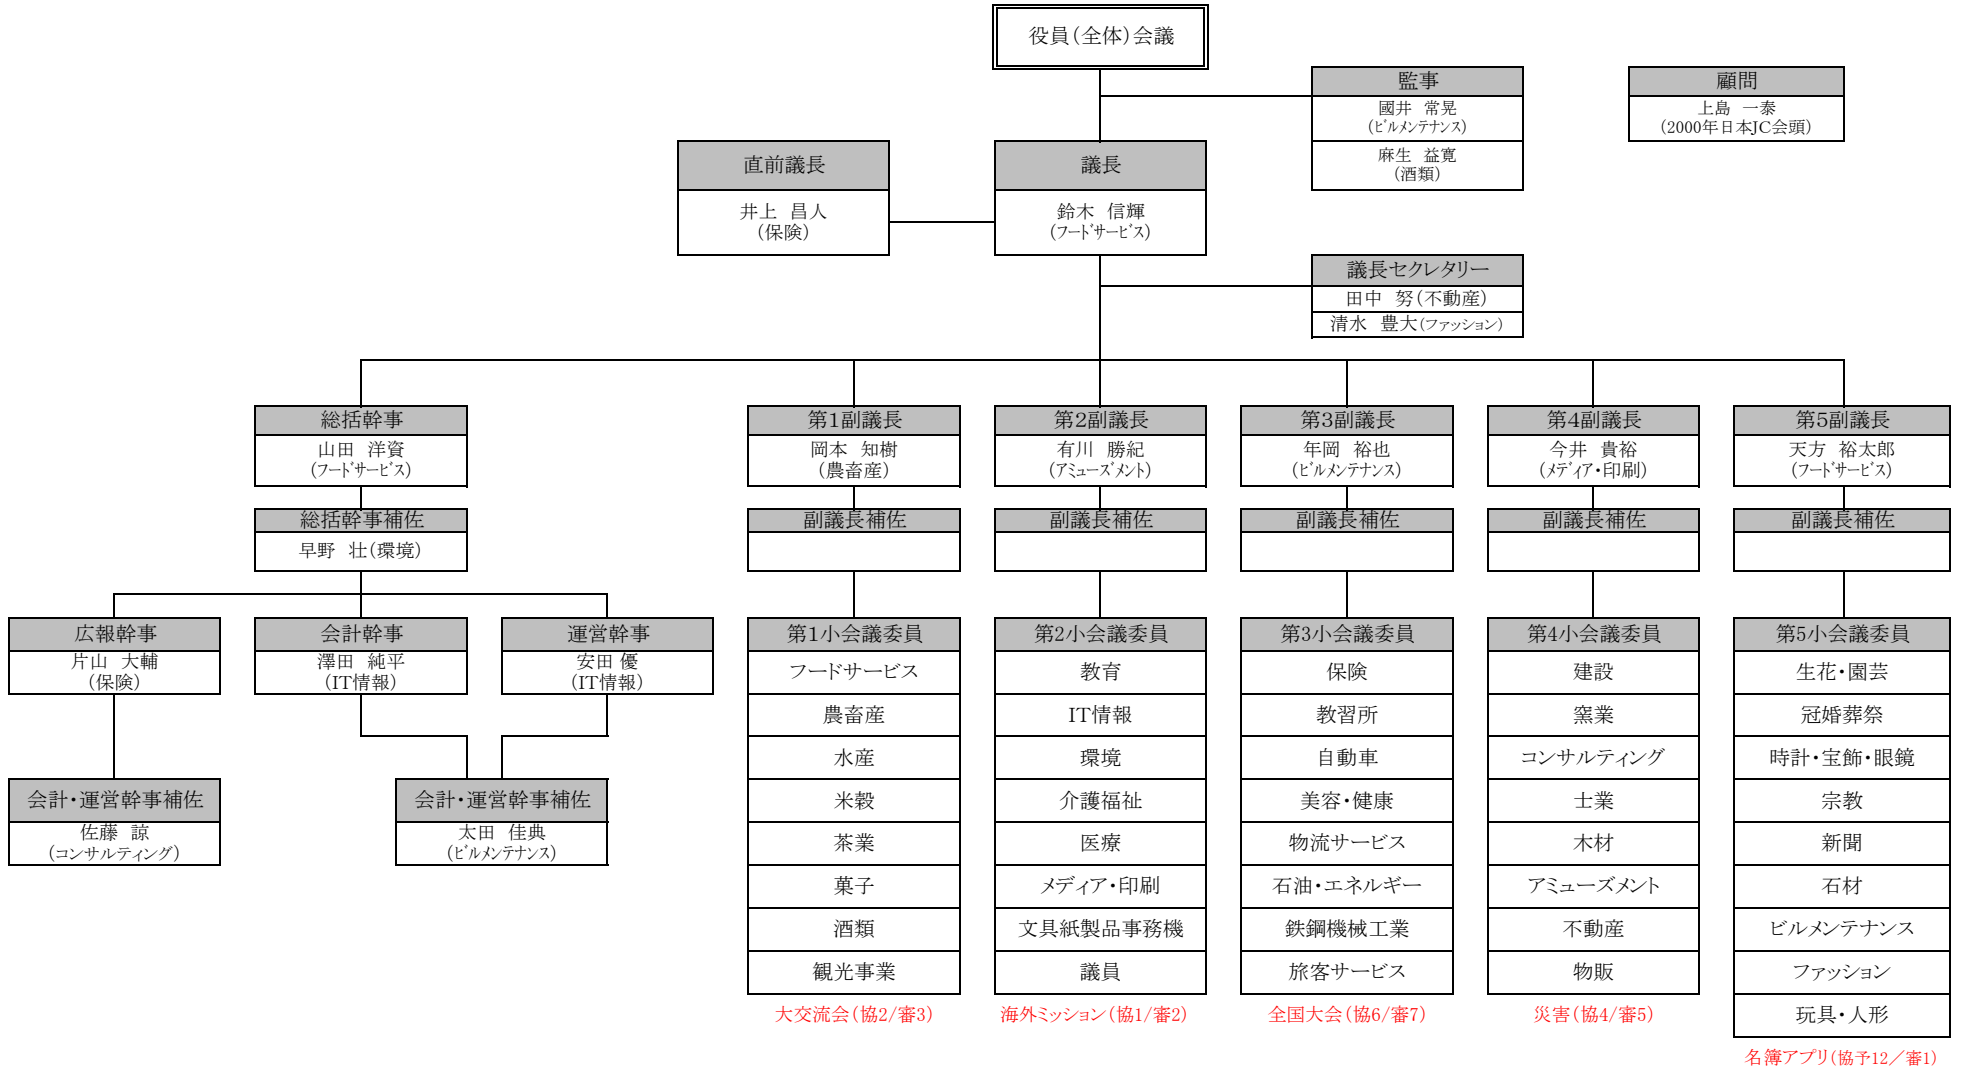 役員（全体）会議
監事
國井　常晃
(ﾋﾞﾙﾒﾝﾃﾅﾝｽ)
麻生　益寛
(酒類)
顧問
上島　一泰
(2000年日本JC会頭)
直前議長
井上　昌人
(保険)
議長
鈴木　信輝
(ﾌｰﾄﾞｻｰﾋﾞｽ)
議長セクレタリー
田中　努（不動産）
清水　豊大(ファッション)
総括幹事
山田　洋資
(ﾌｰﾄﾞｻｰﾋﾞｽ)
総括幹事補佐
早野　壮（環境）
広報幹事
片山　大輔
(保険)
会計幹事
澤田　純平
(IT情報)
運営幹事
安田 優
(IT情報)
会計・運営幹事補佐
佐藤　諒
(コンサルティング)
会計・運営幹事補佐
太田　佳典
(ﾋﾞﾙﾒﾝﾃﾅﾝｽ)
第1副議長
岡本　知樹
(農畜産)
副議長補佐
第1小会議委員
フードサービス
農畜産
水産
米穀
茶業
菓子
酒類
観光事業
大交流会（協2/審3）
第2副議長
有川　勝紀
(ｱﾐｭｰｽﾞﾒﾝﾄ)
副議長補佐
第2小会議委員
教育
IT情報
環境
介護福祉
医療
メディア・印刷
文具紙製品事務機
議員
海外ミッション（協1/審2）
第3副議長
年岡　裕也
(ﾋﾞﾙﾒﾝﾃﾅﾝｽ)
副議長補佐
第3小会議委員
保険
教習所
自動車
美容・健康
物流サービス
石油・エネルギー
鉄鋼機械工業
旅客サービス
全国大会（協6/審7）
第4副議長
今井　貴裕
(ﾒﾃﾞｨｱ・印刷)
副議長補佐
第4小会議委員
建設
窯業
コンサルティング
士業
木材
アミューズメント
不動産
物販
災害（協4/審5）
第5副議長
天方　裕太郎
(ﾌｰﾄﾞｻｰﾋﾞｽ)
副議長補佐
第5小会議委員
生花・園芸
冠婚葬祭
時計・宝飾・眼鏡
宗教
新聞
石材
ビルメンテナンス
ファッション
玩具・人形
名簿アプリ(協予12／審1)